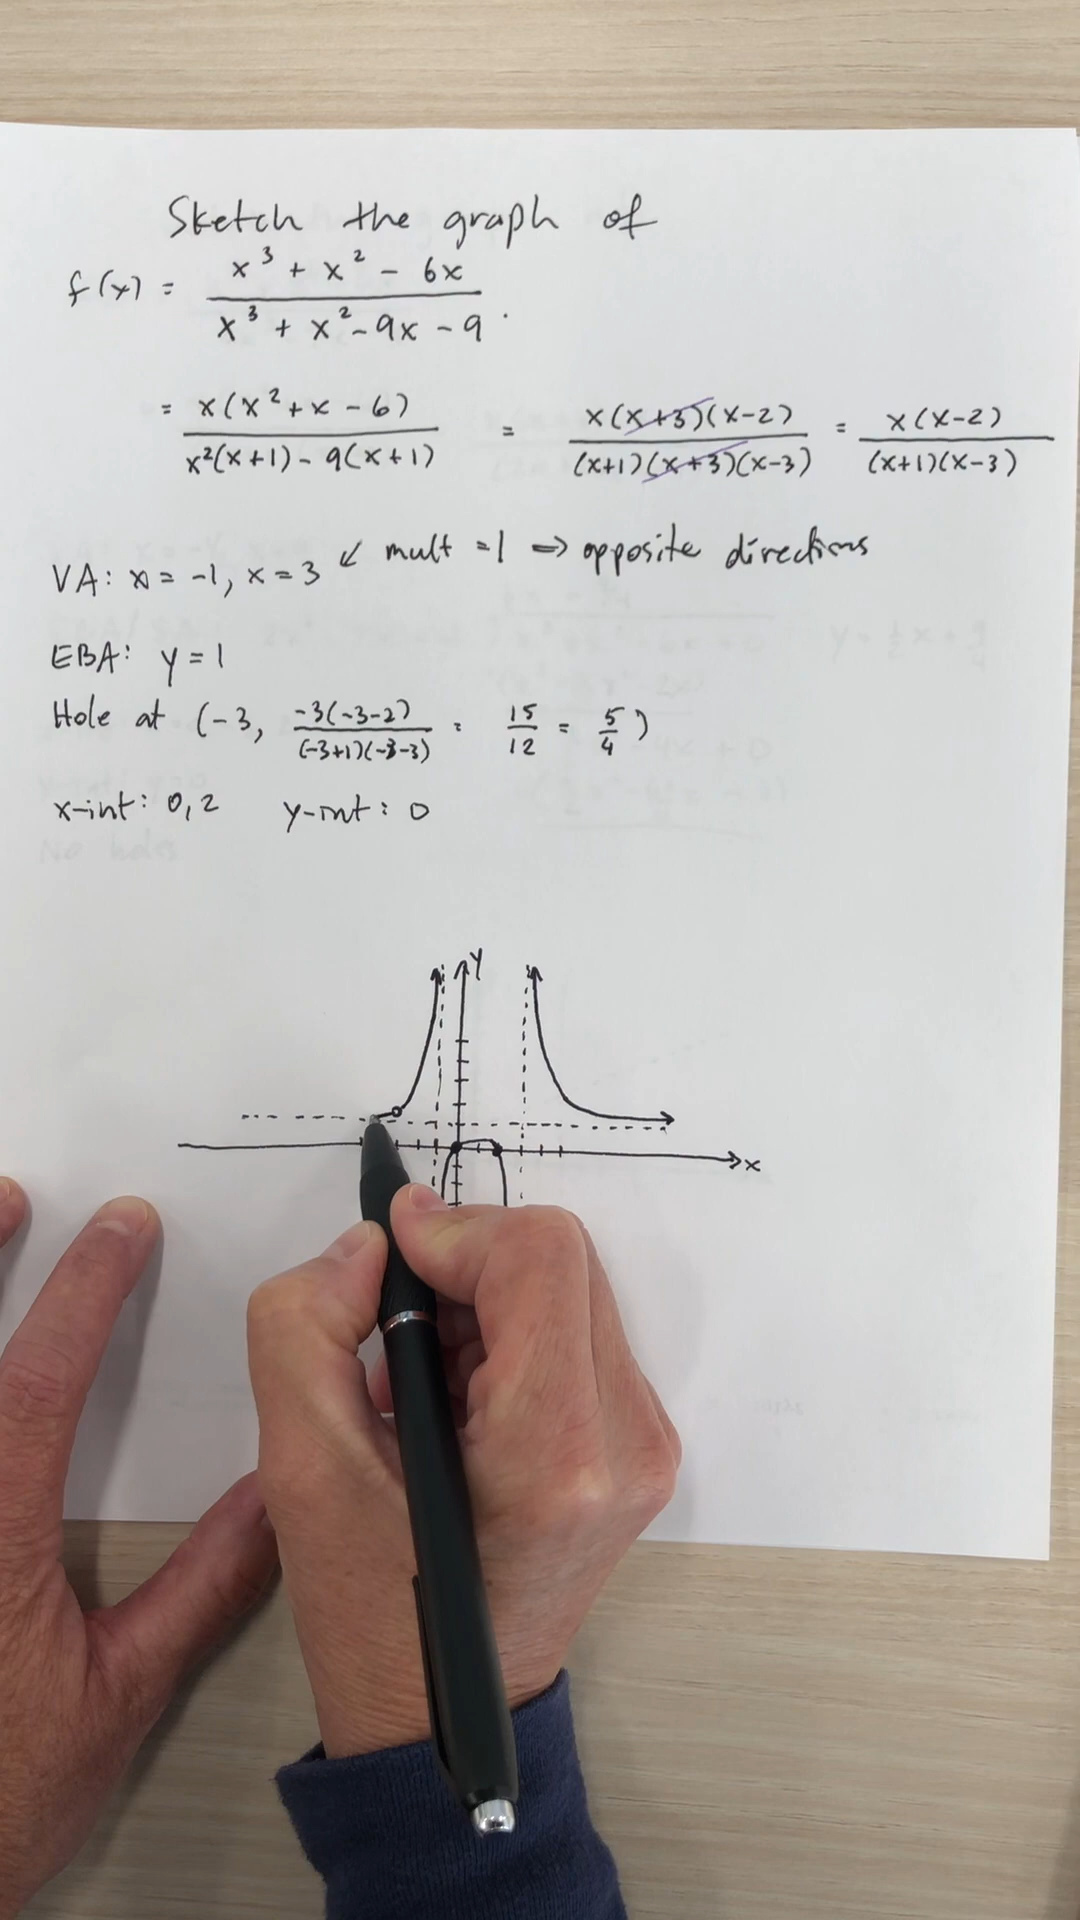 Sketch the graph of
f(x) = (x³ + x² - 6x)/(x³ + x² - 9x - 9).
= x(x² + x - 6)/(x²(x+1) - 9(x+1)) = x(x+3)(x-2)/((x+1)(x+3)(x-3)) = x(x-2)/((x+1)(x-3))
VA: x = -1, x = 3 ↙ mult = 1 ⇒ opposite directions
EBA: y = 1
Hole at (-3, -3(-3-2)/((-3+1)(-3-3)) = 15/12 = 5/4)
x-int: 0, 2 y-int: 0
No holes
y
x